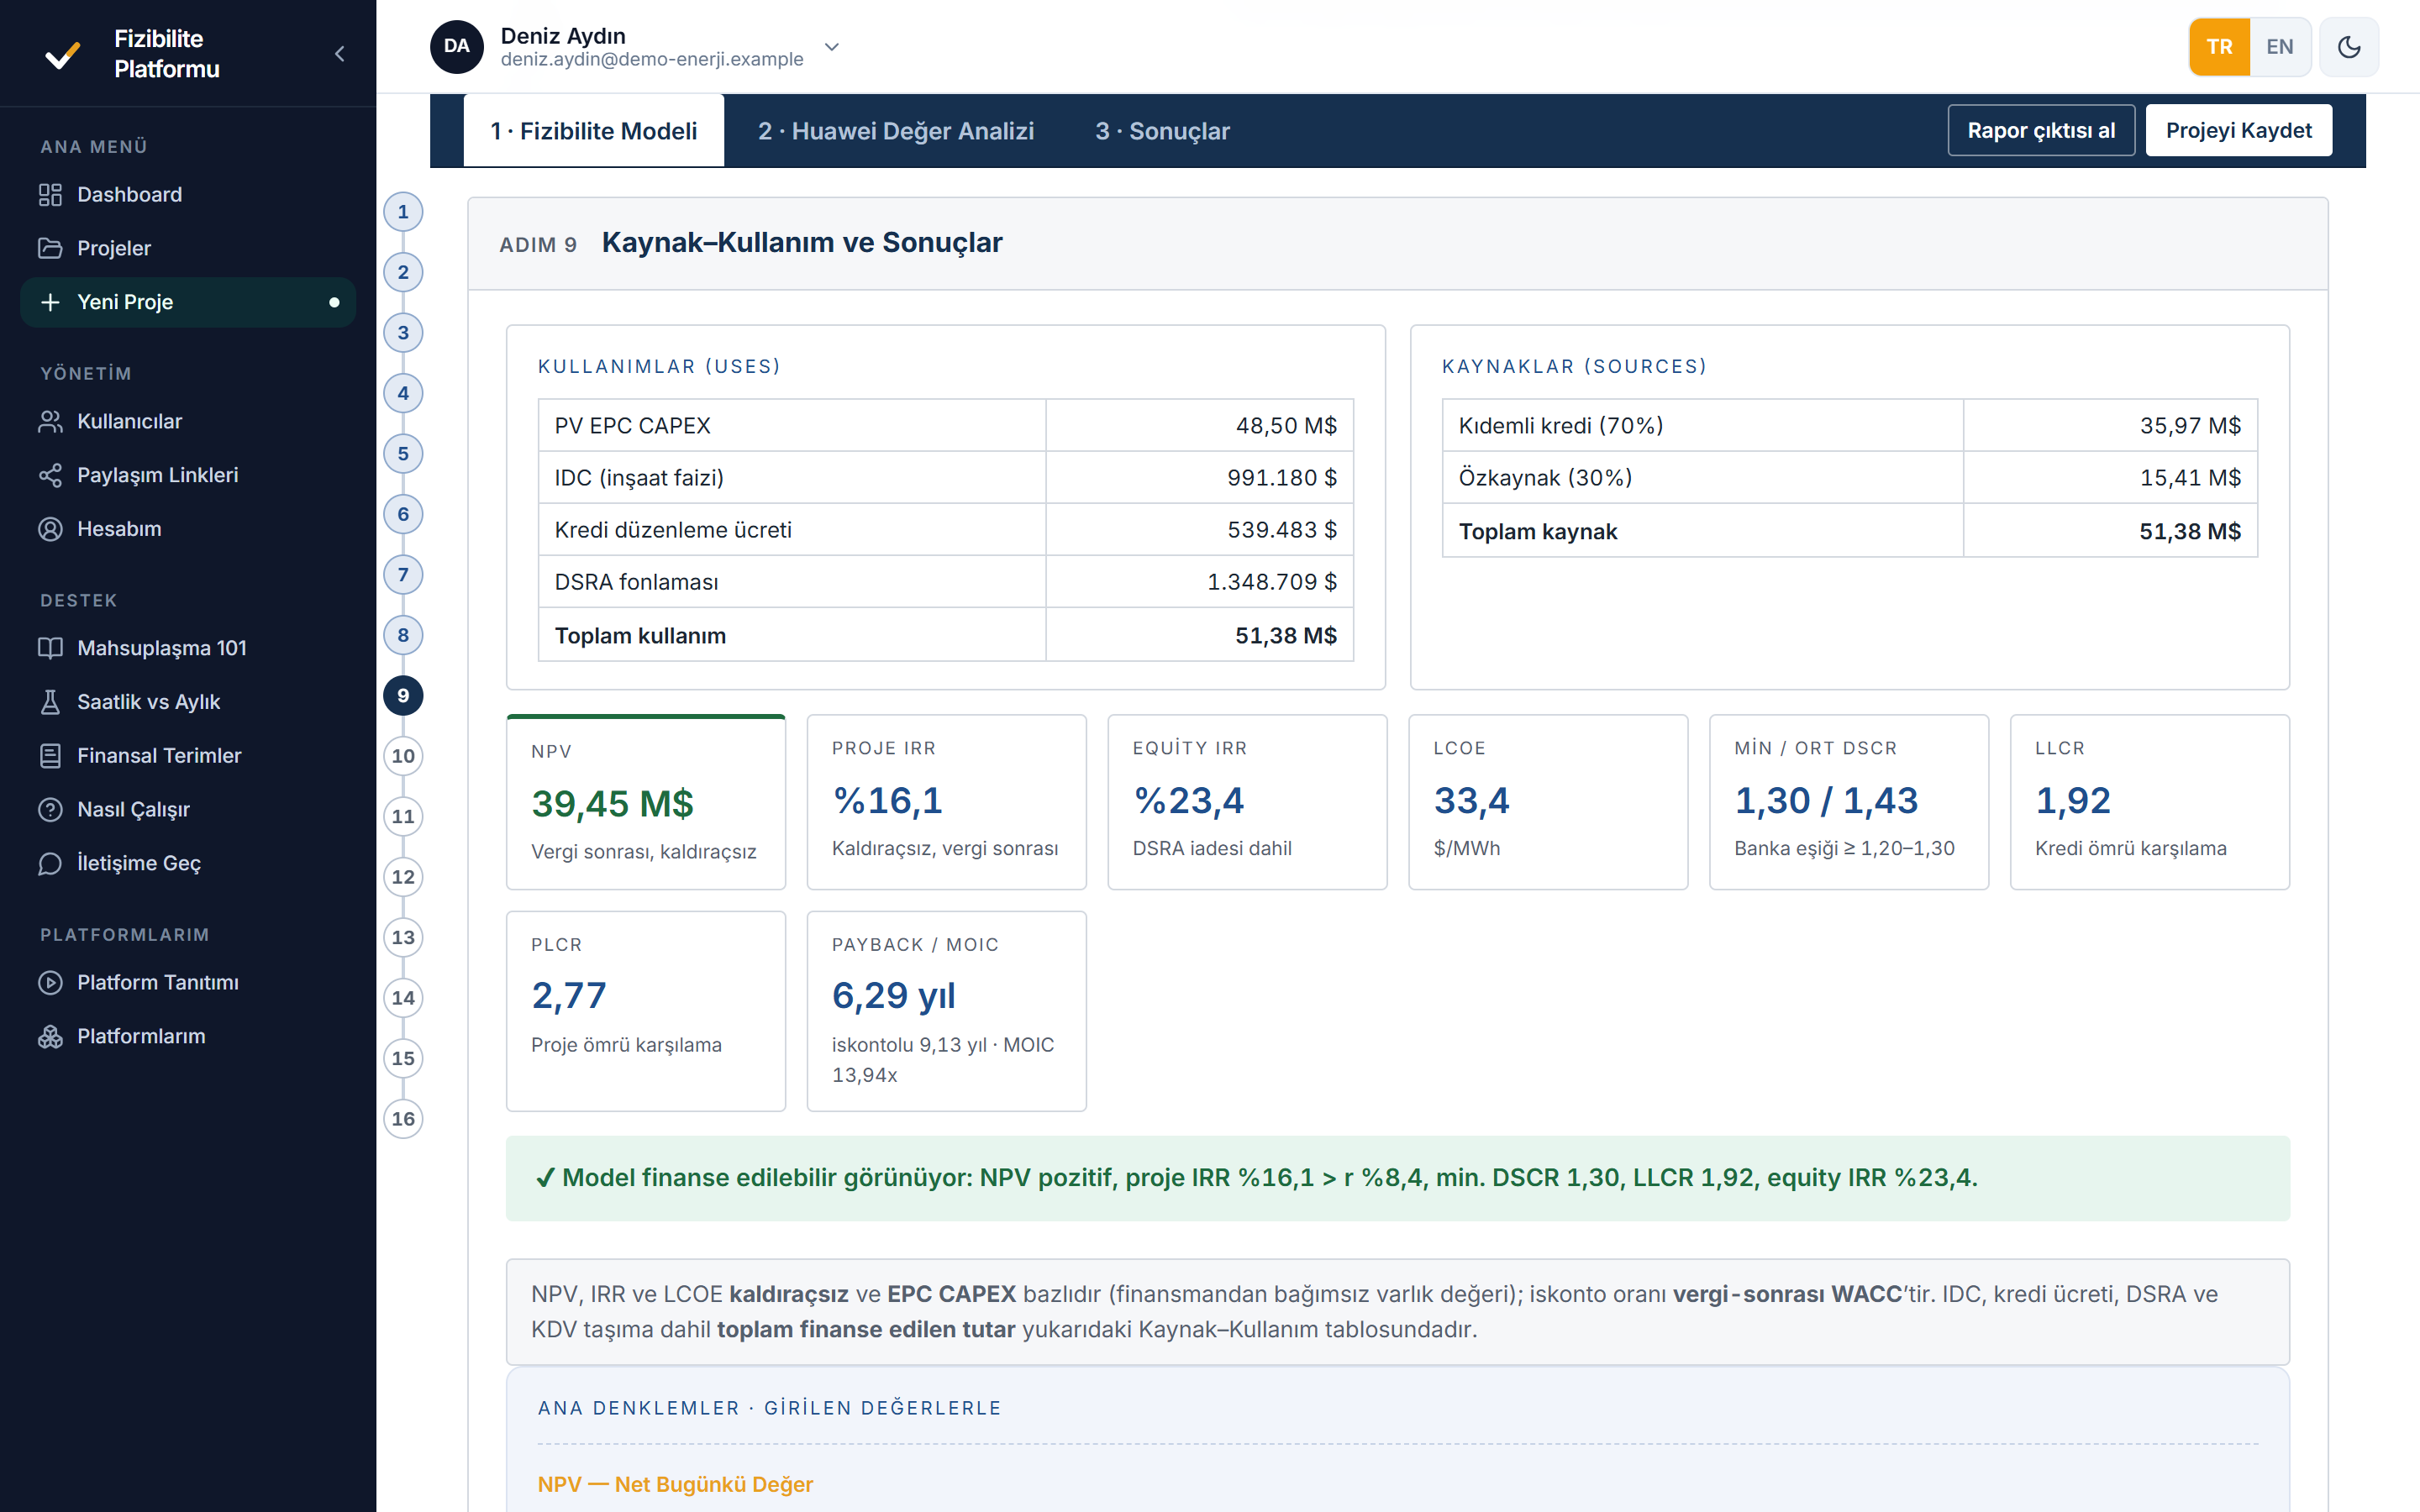 Fizibilite
Platformu
ANA MENÜ
Dashboard
Projeler
Yeni Proje
YÖNETİM
Kullanıcılar
Paylaşım Linkleri
Hesabım
DESTEK
Mahsuplaşma 101
Saatlik vs Aylık
Finansal Terimler
Nasıl Çalışır
İletişime Geç
PLATFORMLARIM
Platform Tanıtımı
Platformlarım
DA
Deniz Aydın
deniz.aydin@demo-enerji.example
TR
EN
1 · Fizibilite Modeli
2 · Huawei Değer Analizi
3 · Sonuçlar
Rapor çıktısı al
Projeyi Kaydet
1
2
3
4
5
6
7
8
9
10
11
12
13
14
15
16
ADIM 9 Kaynak–Kullanım ve Sonuçlar
KULLANIMLAR (USES)
PV EPC CAPEX 48,50 M$
IDC (inşaat faizi) 991.180 $
Kredi düzenleme ücreti 539.483 $
DSRA fonlaması 1.348.709 $
Toplam kullanım 51,38 M$
KAYNAKLAR (SOURCES)
Kıdemli kredi (70%) 35,97 M$
Özkaynak (30%) 15,41 M$
Toplam kaynak 51,38 M$
NPV
39,45 M$
Vergi sonrası, kaldıraçsız
PROJE IRR
%16,1
Kaldıraçsız, vergi sonrası
EQUİTY IRR
%23,4
DSRA iadesi dahil
LCOE
33,4
$/MWh
MİN / ORT DSCR
1,30 / 1,43
Banka eşiği ≥ 1,20–1,30
LLCR
1,92
Kredi ömrü karşılama
PLCR
2,77
Proje ömrü karşılama
PAYBACK / MOIC
6,29 yıl
iskontolu 9,13 yıl · MOIC
13,94x
✔ Model finanse edilebilir görünüyor: NPV pozitif, proje IRR %16,1 > r %8,4, min. DSCR 1,30, LLCR 1,92, equity IRR %23,4.
NPV, IRR ve LCOE kaldıraçsız ve EPC CAPEX bazlıdır (finansmandan bağımsız varlık değeri); iskonto oranı vergi-sonrası WACC'tir. IDC, kredi ücreti, DSRA ve
KDV taşıma dahil toplam finanse edilen tutar yukarıdaki Kaynak–Kullanım tablosundadır.
ANA DENKLEMLER · GİRİLEN DEĞERLERLE
NPV — Net Bugünkü Değer